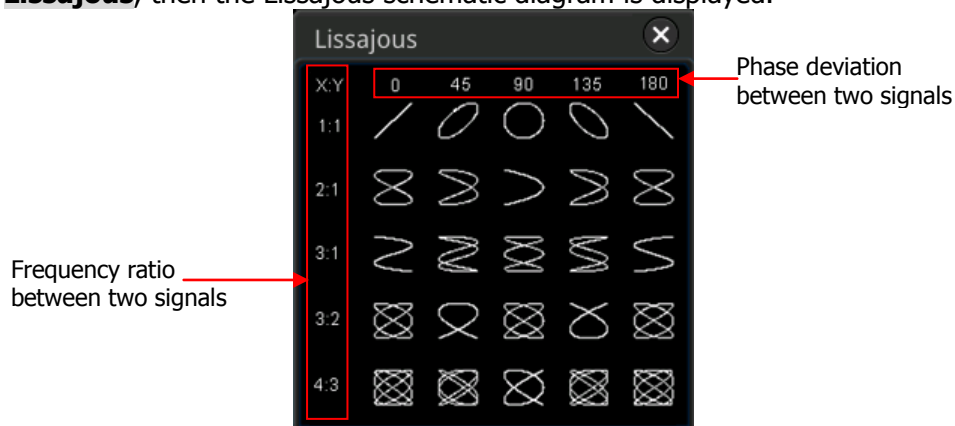 Lissajous, then the Lissajous schematic diagram is displayed.
Lissajous
X:Y 0 45 90 135 180
1:1
2:1
3:1
3:2
4:3
Phase deviation
between two signals
Frequency ratio
between two signals